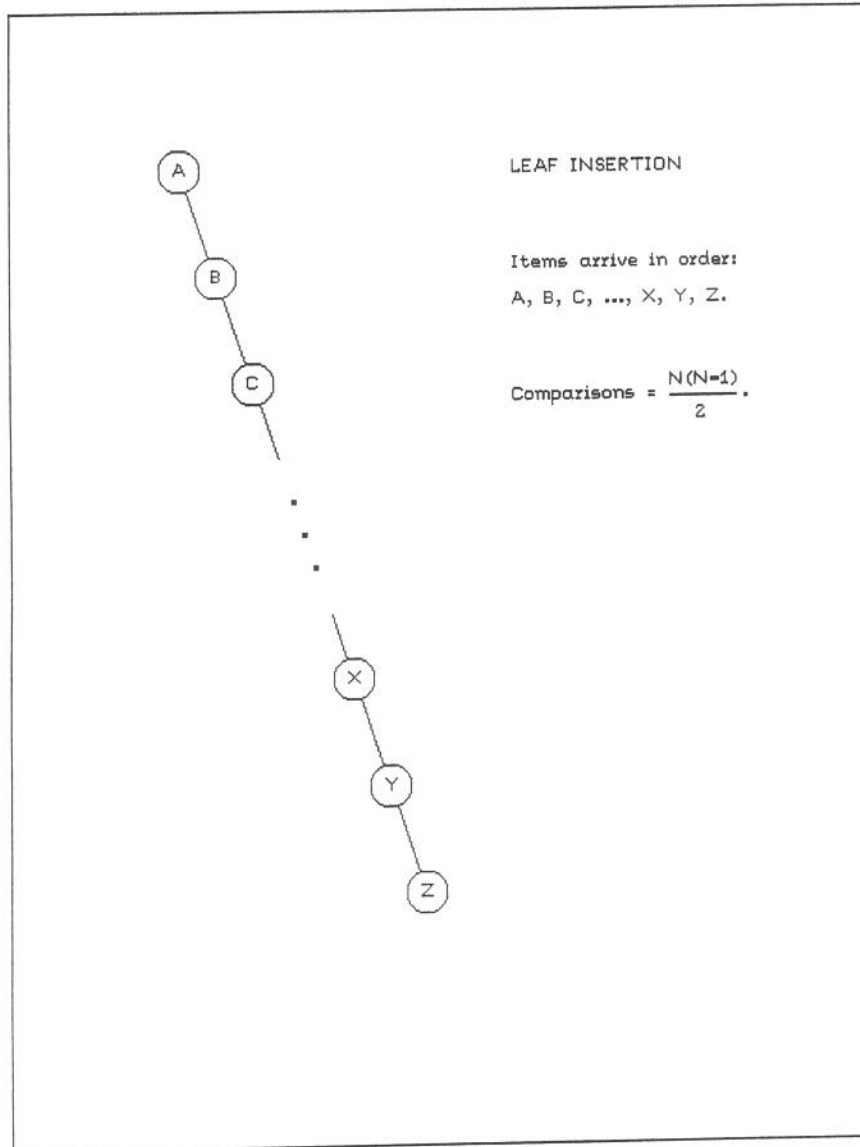 LEAF INSERTION
Items arrive in order:
A, B, C, ..., X, Y, Z.
Comparisons = N(N-1)/2.
A
B
C
X
Y
Z